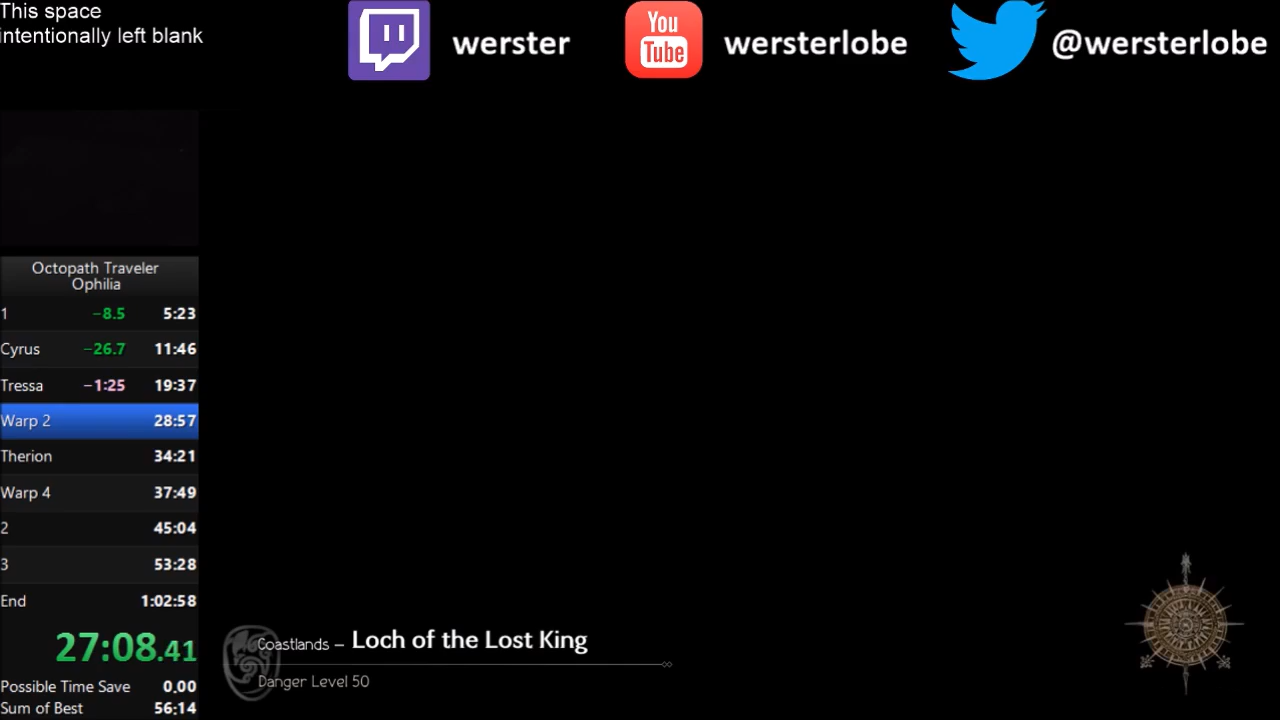 This space
intentionally left blank
werster
You
Tube
wersterlobe
@wersterlobe
Octopath Traveler
Ophilia
1 −8.5 5:23
Cyrus −26.7 11:46
Tressa −1:25 19:37
Warp 2 28:57
Therion 34:21
Warp 4 37:49
2 45:04
3 53:28
End 1:02:58
27:08.41
Possible Time Save 0.00
Sum of Best 56:14
Coastlands – Loch of the Lost King
Danger Level 50